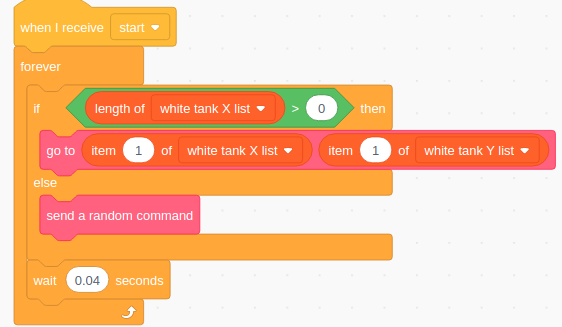 when I receive start
forever
if length of white tank X list > 0 then
go to item 1 of white tank X list item 1 of white tank Y list
else
send a random command
wait 0.04 seconds